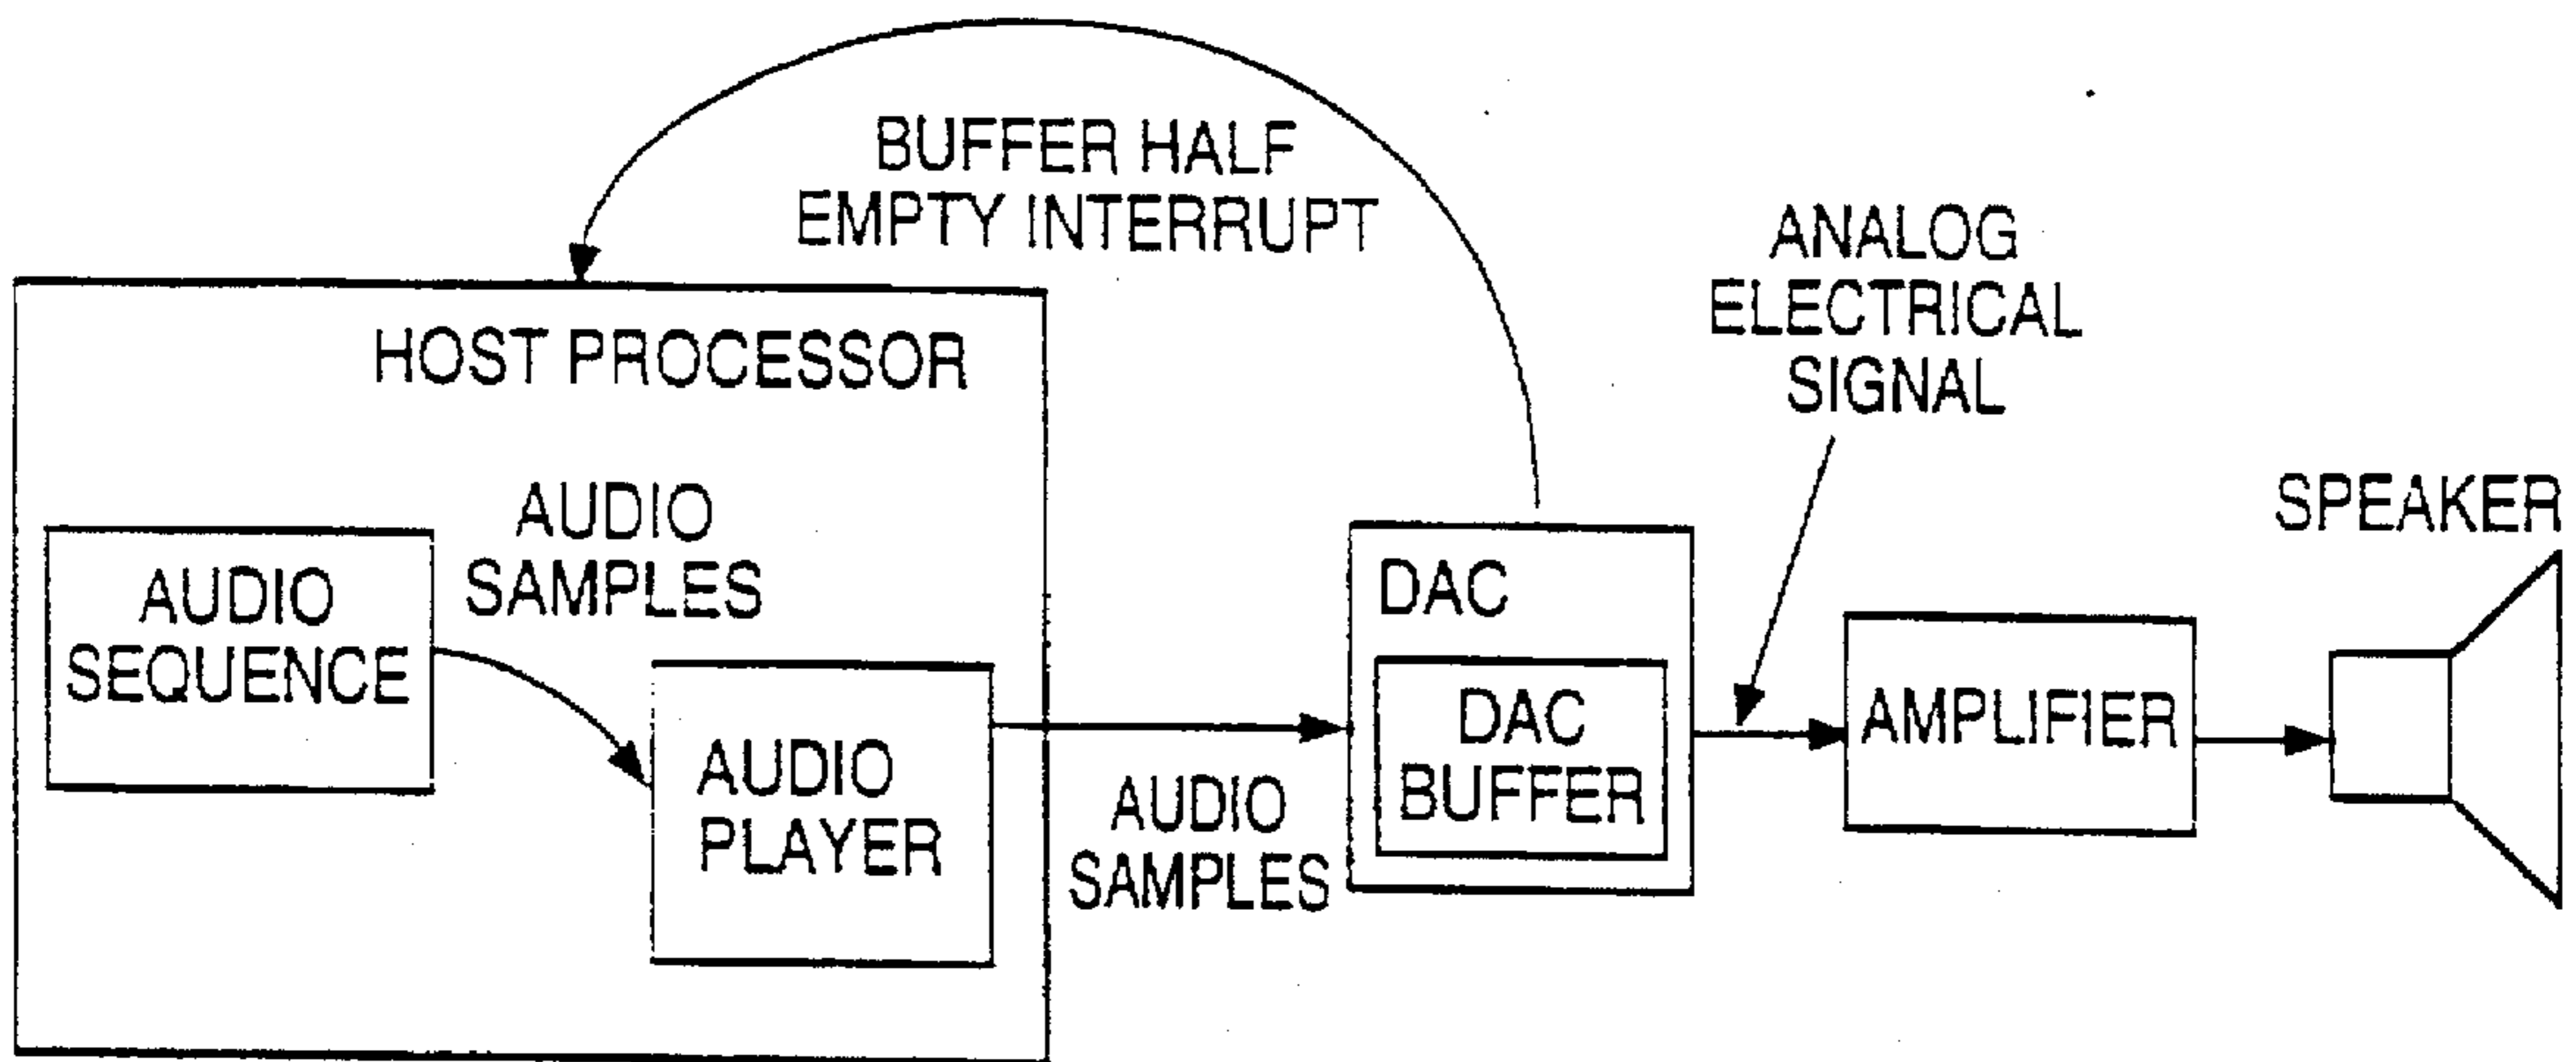 BUFFER HALF
EMPTY INTERRUPT
ANALOG
ELECTRICAL
SIGNAL
HOST PROCESSOR
SPEAKER
AUDIO
SAMPLES
AUDIO
SEQUENCE
DAC
AUDIO
PLAYER
DAC
BUFFER
AMPLIFIER
AUDIO
SAMPLES